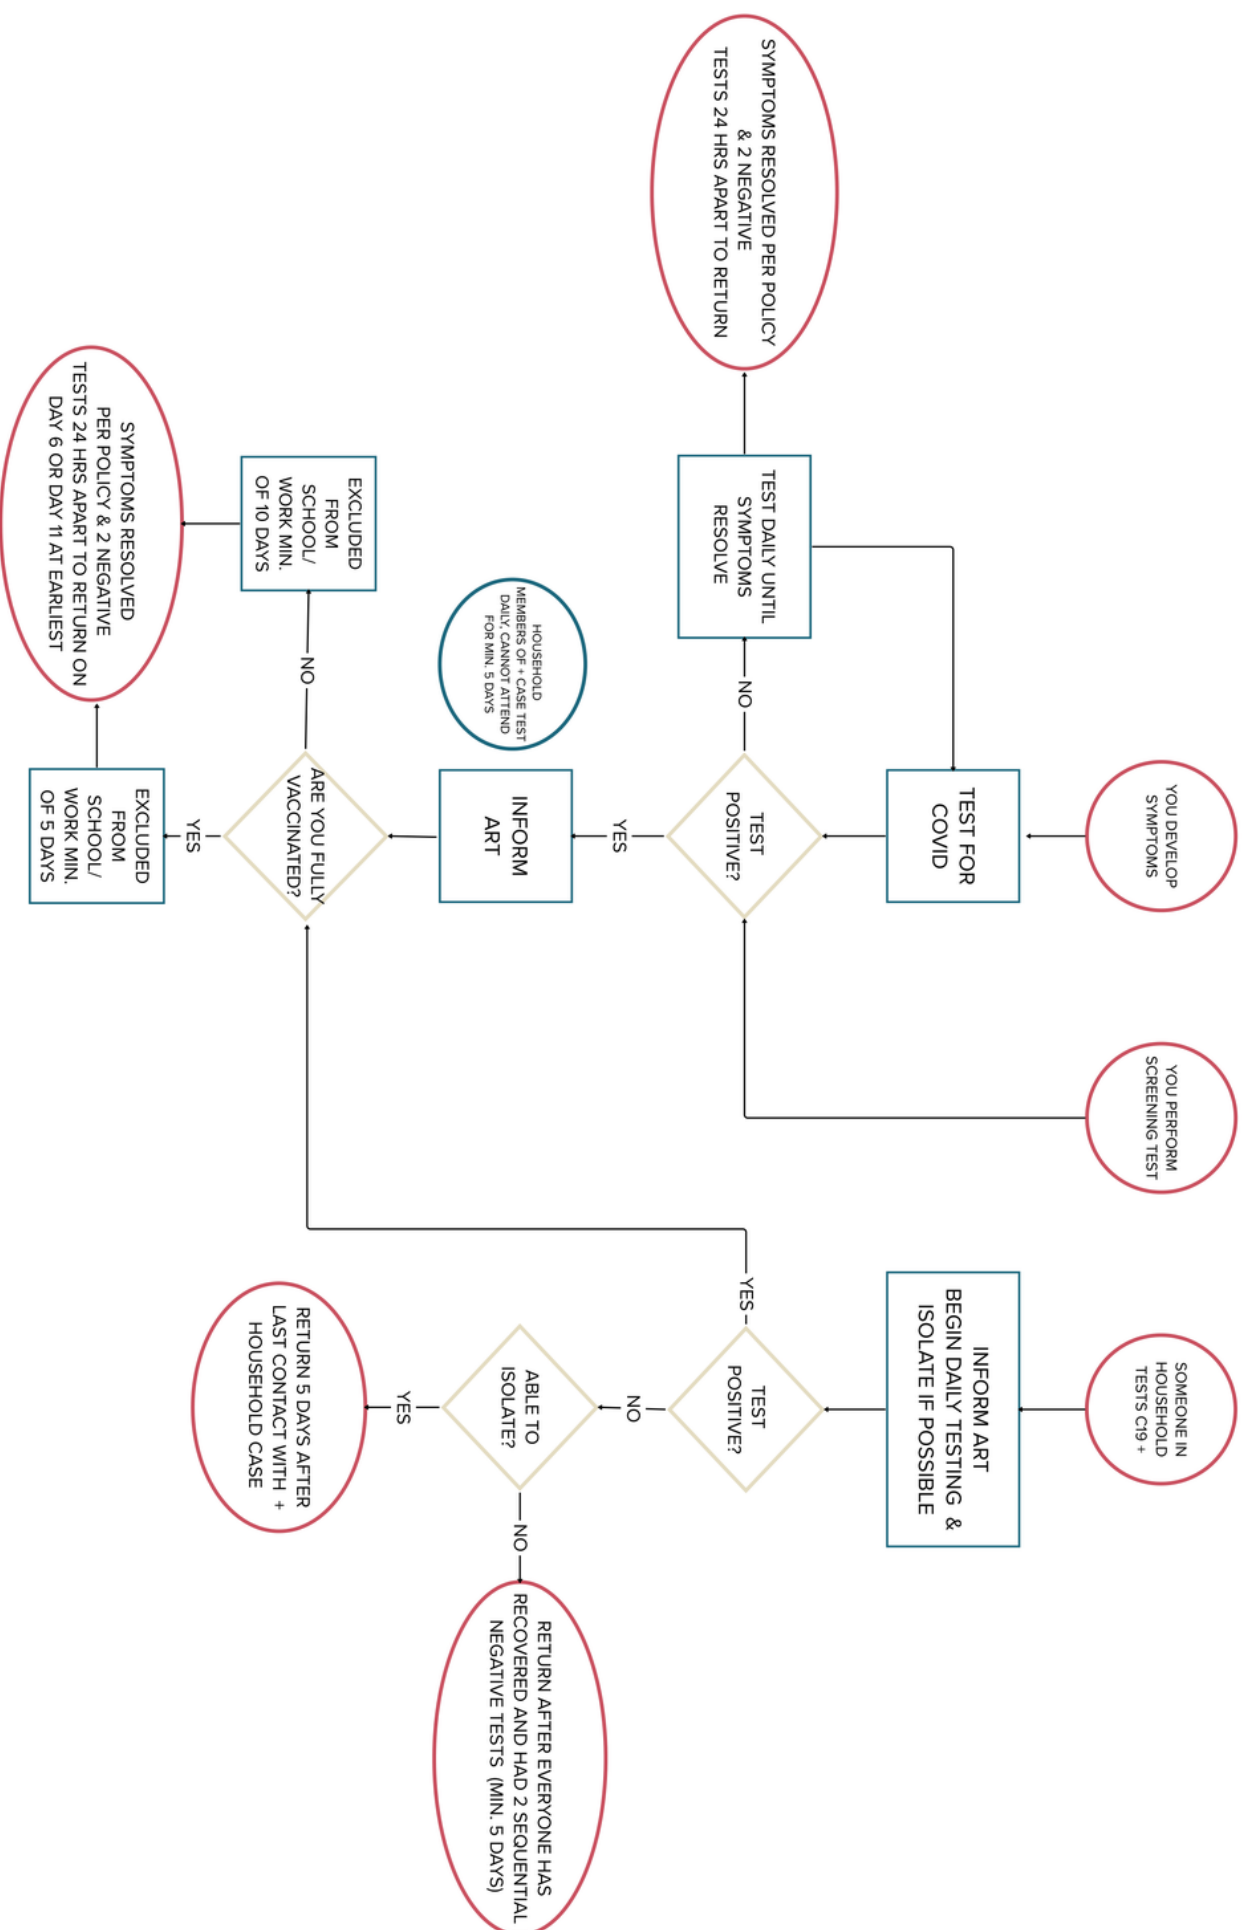 YOU DEVELOP
SYMPTOMS
YOU PERFORM
SCREENING TEST
SOMEONE IN
HOUSEHOLD
TESTS C19 +
TEST FOR
COVID
INFORM ART
BEGIN DAILY TESTING &
ISOLATE IF POSSIBLE
SYMPTOMS RESOLVED PER POLICY
& 2 NEGATIVE
TESTS 24 HRS APART TO RETURN
TEST DAILY UNTIL
SYMPTOMS
RESOLVE
NO
TEST
POSITIVE?
YES
TEST
POSITIVE?
YES
NO
HOUSEHOLD
MEMBERS OF + CASE TEST
DAILY, CANNOT ATTEND
FOR MIN. 5 DAYS
INFORM
ART
ABLE TO
ISOLATE?
NO
RETURN AFTER EVERYONE HAS
RECOVERED AND HAD 2 SEQUENTIAL
NEGATIVE TESTS (MIN. 5 DAYS)
YES
EXCLUDED
FROM
SCHOOL/
WORK MIN.
OF 10 DAYS
NO
ARE YOU FULLY
VACCINATED?
RETURN 5 DAYS AFTER
LAST CONTACT WITH +
HOUSEHOLD CASE
YES
SYMPTOMS RESOLVED
PER POLICY & 2 NEGATIVE
TESTS 24 HRS APART TO RETURN ON
DAY 6 OR DAY 11 AT EARLIEST
EXCLUDED
FROM
SCHOOL/
WORK MIN.
OF 5 DAYS